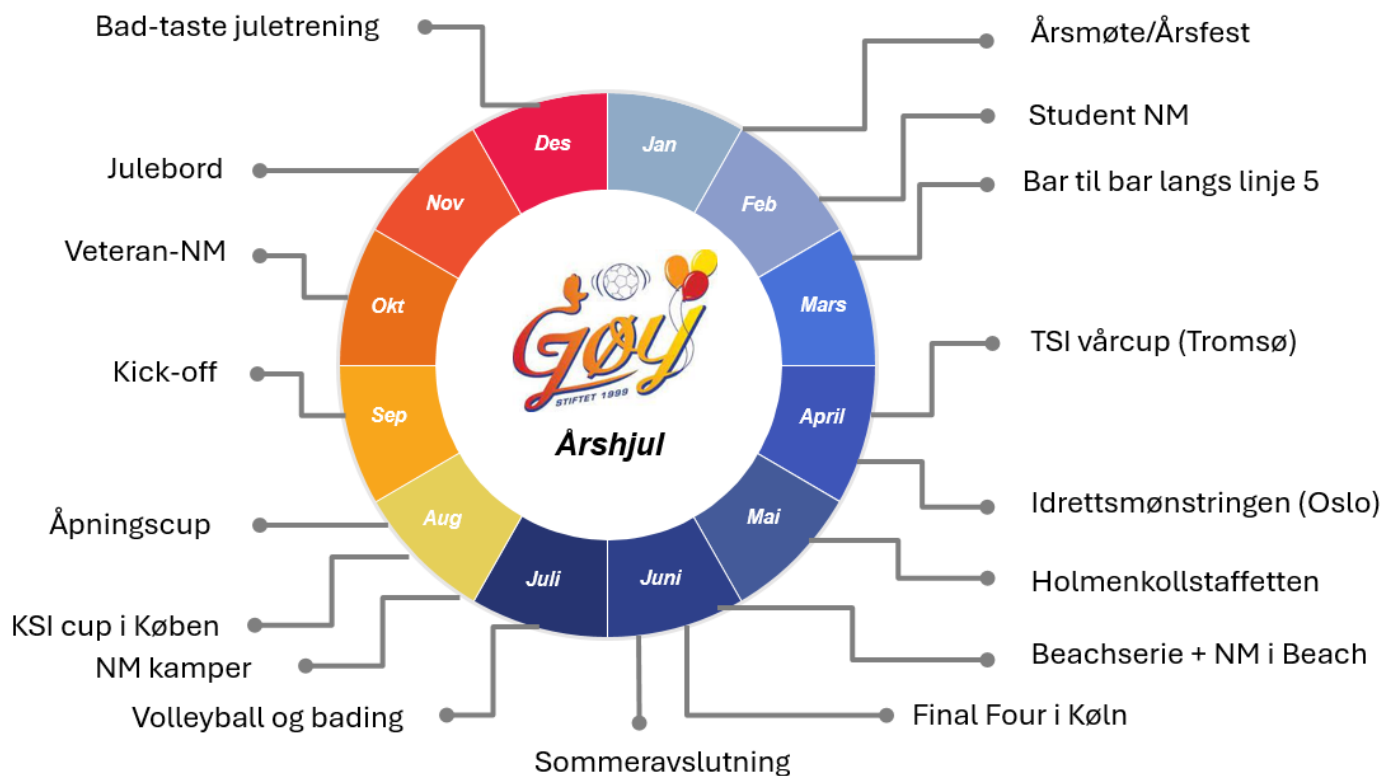 Bad-taste juletrening
Årsmøte/Årsfest
Student NM
Bar til bar langs linje 5
TSI vårcup (Tromsø)
Idrettsmønstringen (Oslo)
Holmenkollstaffetten
Beachserie + NM i Beach
Final Four i Køln
Sommeravslutning
Volleyball og bading
NM kamper
KSI cup i Køben
Åpningscup
Kick-off
Veteran-NM
Julebord
Jan
Feb
Mars
April
Mai
Juni
Juli
Aug
Sep
Okt
Nov
Des
Gøy
STIFTET 1999
Årshjul